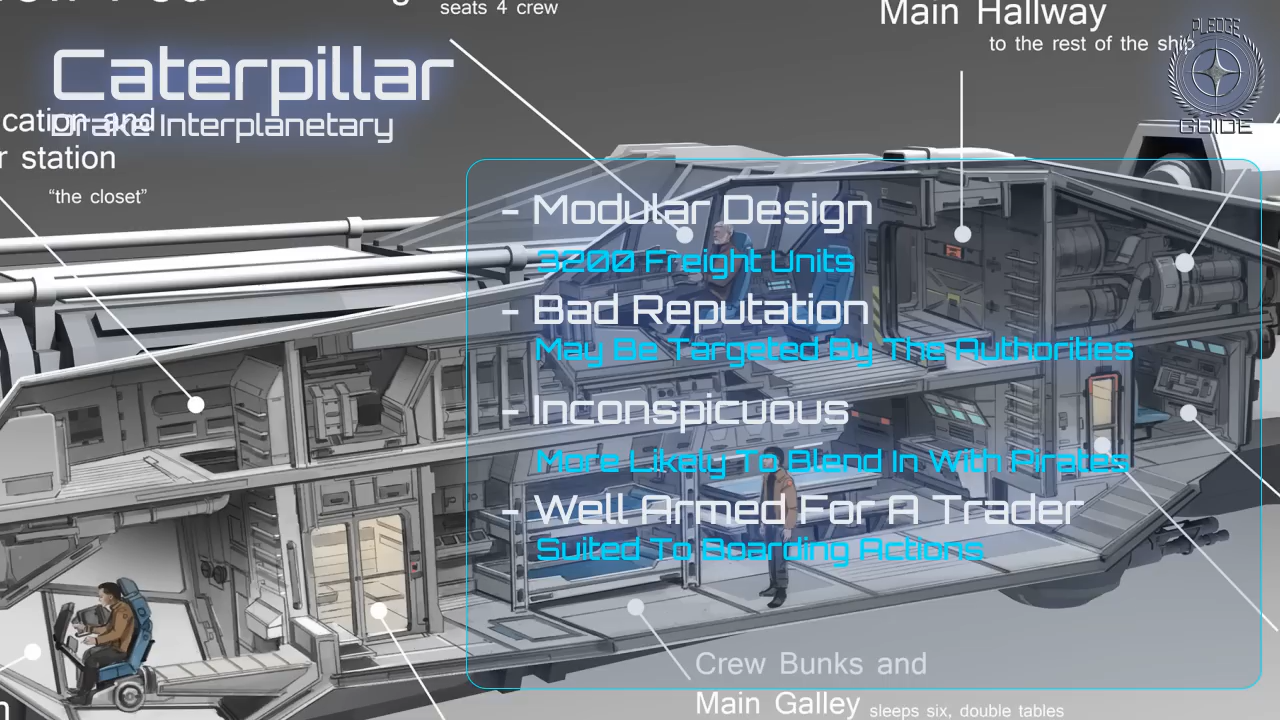 seats 4 crew
Main Hallway
to the rest of the ship
PLEDGE
GUIDE
Caterpillar
Drake Interplanetary
cation and
r station
“the closet”
- Modular Design
3200 Freight Units
- Bad Reputation
May Be Targeted By The Authorities
- Inconspicuous
More Likely To Blend In With Pirates
- Well Armed For A Trader
Suited To Boarding Actions
Crew Bunks and
Main Galley sleeps six, double tables